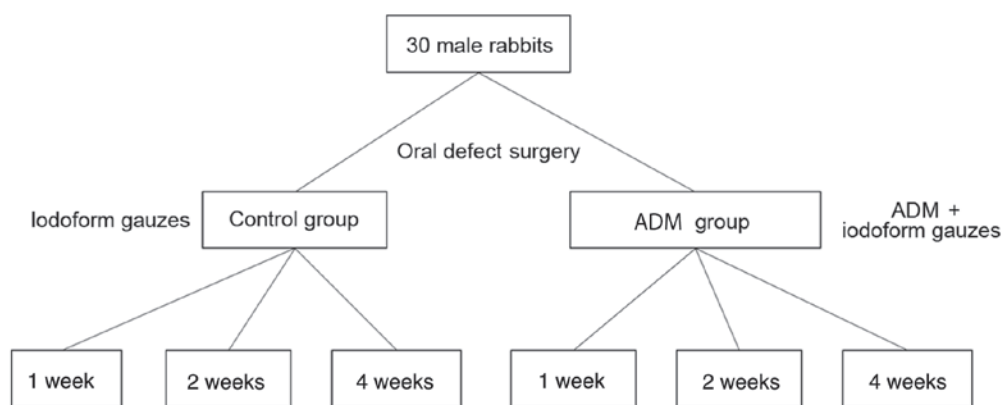 30 male rabbits
Oral defect surgery
Iodoform gauzes
Control group
ADM group
ADM +
iodoform gauzes
1 week
2 weeks
4 weeks
1 week
2 weeks
4 weeks